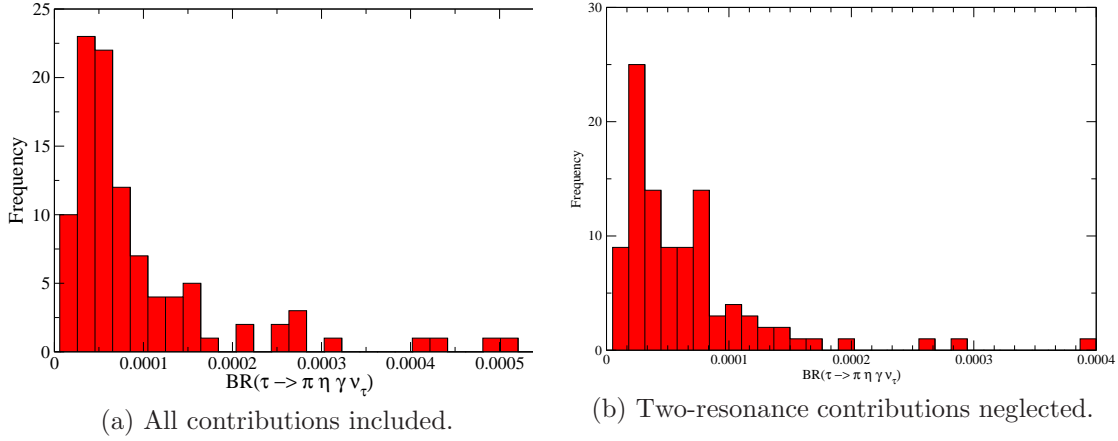 25
20
15
10
5
0
Frequency
0 0.0001 0.0002 0.0003 0.0004 0.0005
BR(τ −> π η γ ν_τ)
(a) All contributions included.
30
20
10
0
Frequency
0 0.0001 0.0002 0.0003 0.0004
BR(τ −> π η γ ν_τ)
(b) Two-resonance contributions neglected.